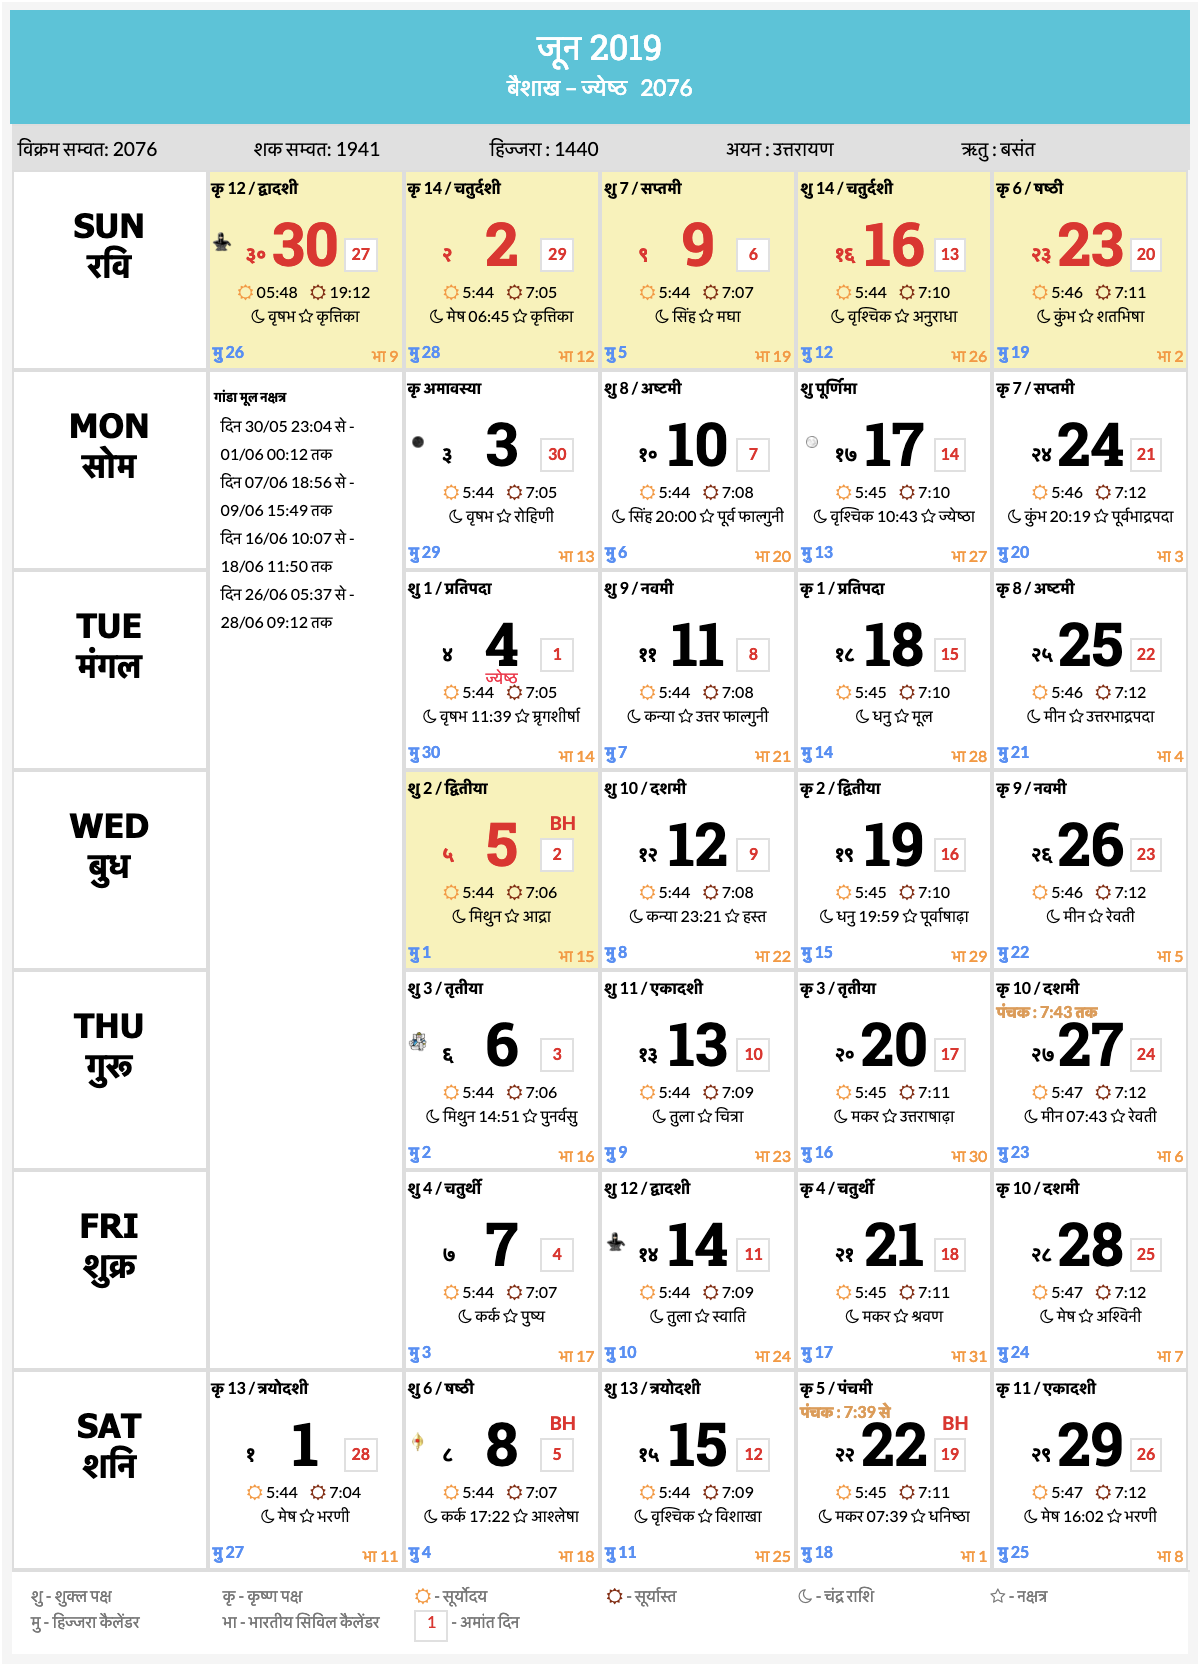 जून 2019
बैशाख – ज्येष्ठ 2076
विक्रम सम्वत: 2076 शक सम्वत: 1941 हिज्जरा : 1440 अयन : उत्तरायण ऋतु : बसंत
SUN
रवि
कृ 12 / द्वादशी
३० 30 27
05:48 19:12
वृषभ कृत्तिका
मु 26 भा 9
कृ 14 / चतुर्दशी
२ 2 29
5:44 7:05
मेष 06:45 कृत्तिका
मु 28 भा 12
शु 7 / सप्तमी
९ 9 6
5:44 7:07
सिंह मघा
मु 5 भा 19
शु 14 / चतुर्दशी
१६ 16 13
5:44 7:10
वृश्चिक अनुराधा
मु 12 भा 26
कृ 6 / षष्ठी
२३ 23 20
5:46 7:11
कुंभ शतभिषा
मु 19 भा 2
MON
सोम
गांडा मूल नक्षत्र
दिन 30/05 23:04 से -
01/06 00:12 तक
दिन 07/06 18:56 से -
09/06 15:49 तक
दिन 16/06 10:07 से -
18/06 11:50 तक
दिन 26/06 05:37 से -
28/06 09:12 तक
कृ अमावस्या
३ 3 30
5:44 7:05
वृषभ रोहिणी
मु 29 भा 13
शु 8 / अष्टमी
१० 10 7
5:44 7:08
सिंह 20:00 पूर्व फाल्गुनी
मु 6 भा 20
शु पूर्णिमा
१७ 17 14
5:45 7:10
वृश्चिक 10:43 ज्येष्ठा
मु 13 भा 27
कृ 7 / सप्तमी
२४ 24 21
5:46 7:12
कुंभ 20:19 पूर्वभाद्रपदा
मु 20 भा 3
TUE
मंगल
शु 1 / प्रतिपदा
४ 4 1
ज्येष्ठ
5:44 7:05
वृषभ 11:39 म्रृगशीर्षा
मु 30 भा 14
शु 9 / नवमी
११ 11 8
5:44 7:08
कन्या उत्तर फाल्गुनी
मु 7 भा 21
कृ 1 / प्रतिपदा
१८ 18 15
5:45 7:10
धनु मूल
मु 14 भा 28
कृ 8 / अष्टमी
२५ 25 22
5:46 7:12
मीन उत्तरभाद्रपदा
मु 21 भा 4
WED
बुध
शु 2 / द्वितीया
BH
५ 5 2
5:44 7:06
मिथुन आद्रा
मु 1 भा 15
शु 10 / दशमी
१२ 12 9
5:44 7:08
कन्या 23:21 हस्त
मु 8 भा 22
कृ 2 / द्वितीया
१९ 19 16
5:45 7:10
धनु 19:59 पूर्वाषाढ़ा
मु 15 भा 29
कृ 9 / नवमी
२६ 26 23
5:46 7:12
मीन रेवती
मु 22 भा 5
THU
गुरू
शु 3 / तृतीया
६ 6 3
5:44 7:06
मिथुन 14:51 पुनर्वसु
मु 2 भा 16
शु 11 / एकादशी
१३ 13 10
5:44 7:09
तुला चित्रा
मु 9 भा 23
कृ 3 / तृतीया
२० 20 17
5:45 7:11
मकर उत्तराषाढ़ा
मु 16 भा 30
कृ 10 / दशमी
पंचक : 7:43 तक
२७ 27 24
5:47 7:12
मीन 07:43 रेवती
मु 23 भा 6
FRI
शुक्र
शु 4 / चतुर्थी
७ 7 4
5:44 7:07
कर्क पुष्य
मु 3 भा 17
शु 12 / द्वादशी
१४ 14 11
5:44 7:09
तुला स्वाति
मु 10 भा 24
कृ 4 / चतुर्थी
२१ 21 18
5:45 7:11
मकर श्रवण
मु 17 भा 31
कृ 10 / दशमी
२८ 28 25
5:47 7:12
मेष अश्विनी
मु 24 भा 7
SAT
शनि
कृ 13 / त्रयोदशी
१ 1 28
5:44 7:04
मेष भरणी
मु 27 भा 11
शु 6 / षष्ठी
BH
८ 8 5
5:44 7:07
कर्क 17:22 आश्लेषा
मु 4 भा 18
शु 13 / त्रयोदशी
१५ 15 12
5:44 7:09
वृश्चिक विशाखा
मु 11 भा 25
कृ 5 / पंचमी
पंचक : 7:39 से
BH
२२ 22 19
5:45 7:11
मकर 07:39 धनिष्ठा
मु 18 भा 1
कृ 11 / एकादशी
२९ 29 26
5:47 7:12
मेष 16:02 भरणी
मु 25 भा 8
शु - शुक्ल पक्ष कृ - कृष्ण पक्ष - सूर्योदय - सूर्यास्त - चंद्र राशि - नक्षत्र
मु - हिज्जरा कैलेंडर भा - भारतीय सिविल कैलेंडर 1 - अमांत दिन